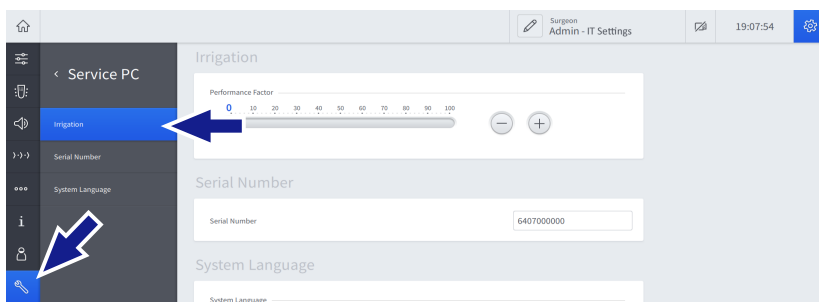 Surgeon
Admin - IT Settings
19:07:54
< Service PC
Irrigation
Serial Number
System Language
i
Irrigation
Performance Factor
0 10 20 30 40 50 60 70 80 90 100
Serial Number
Serial Number
6407000000
System Language
System Language